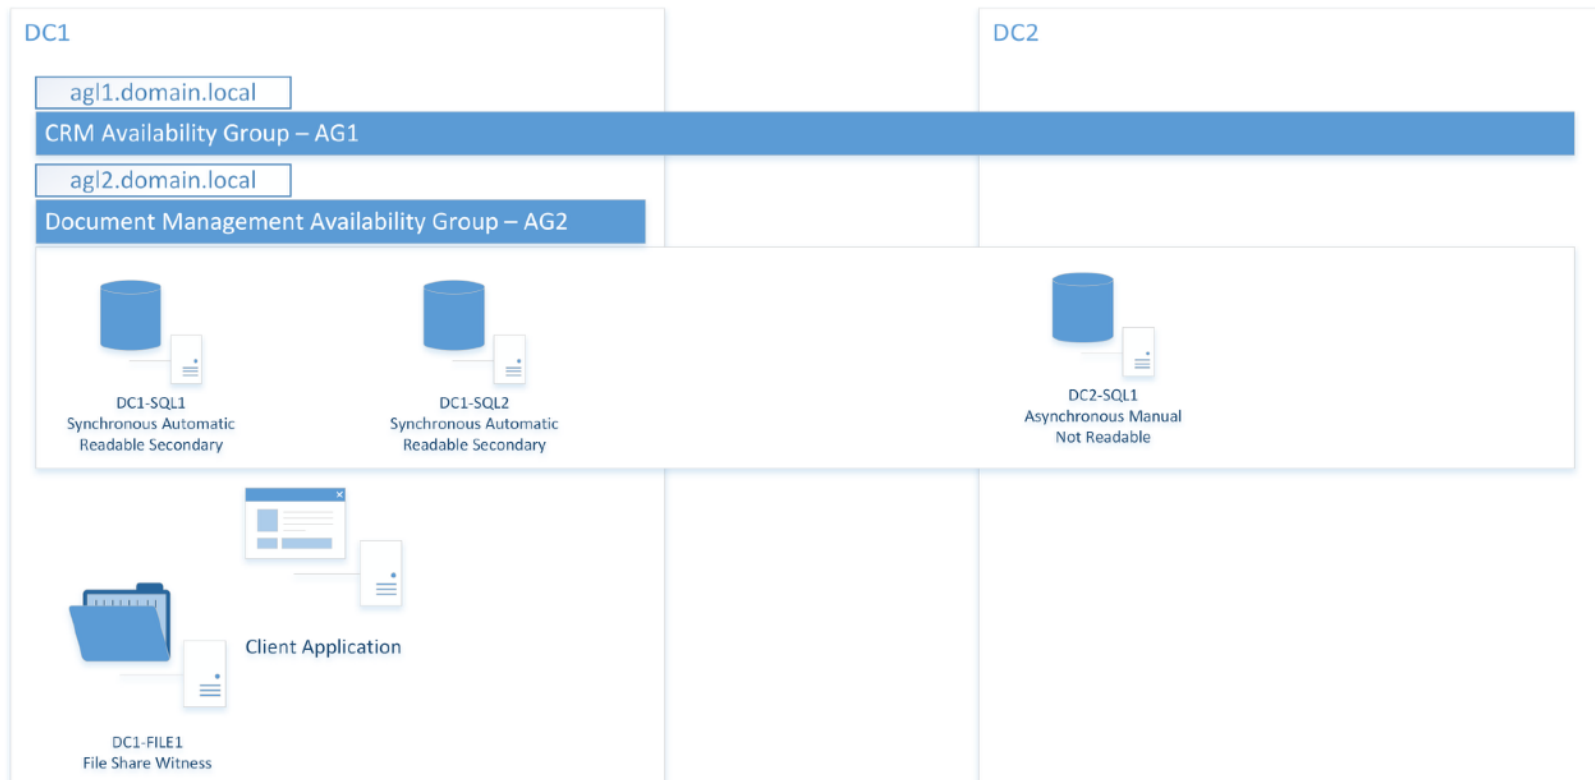 DC1
DC2
agl1.domain.local
CRM Availability Group – AG1
agl2.domain.local
Document Management Availability Group – AG2
DC1-SQL1
Synchronous Automatic
Readable Secondary
DC1-SQL2
Synchronous Automatic
Readable Secondary
DC2-SQL1
Asynchronous Manual
Not Readable
Client Application
DC1-FILE1
File Share Witness